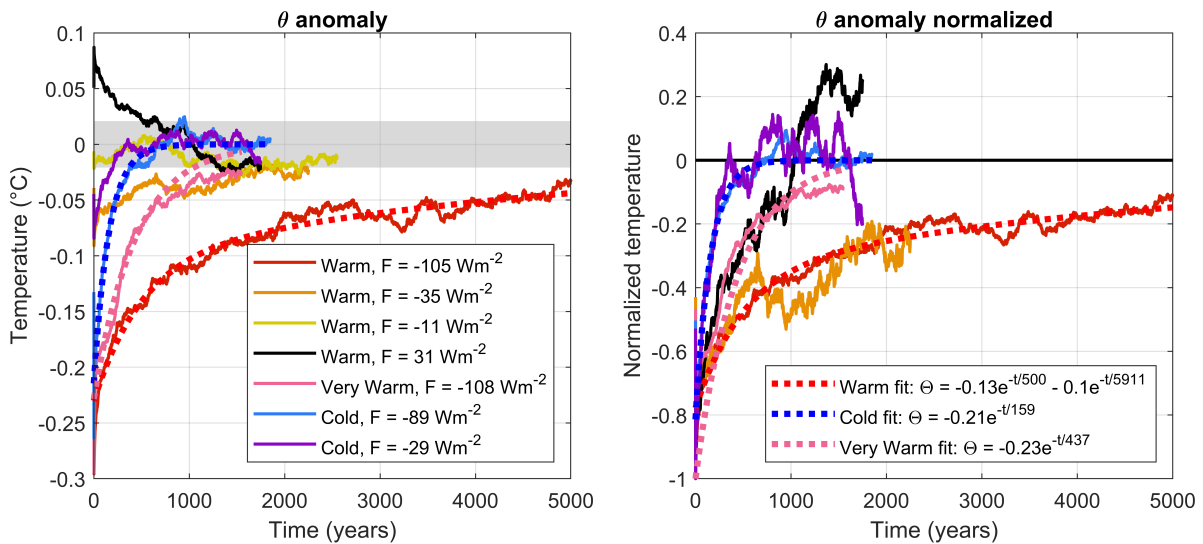 θ anomaly
0.1
0.05
0
-0.05
-0.1
-0.15
-0.2
-0.25
-0.3
Temperature (°C)
0
1000
2000
3000
4000
5000
Time (years)
Warm, F = -105 Wm⁻²
Warm, F = -35 Wm⁻²
Warm, F = -11 Wm⁻²
Warm, F = 31 Wm⁻²
Very Warm, F = -108 Wm⁻²
Cold, F = -89 Wm⁻²
Cold, F = -29 Wm⁻²
θ anomaly normalized
0.4
0.2
0
-0.2
-0.4
-0.6
-0.8
-1
Normalized temperature
0
1000
2000
3000
4000
5000
Time (years)
Warm fit: Θ = -0.13e^-t/500 - 0.1e^-t/5911
Cold fit: Θ = -0.21e^-t/159
Very Warm fit: Θ = -0.23e^-t/437